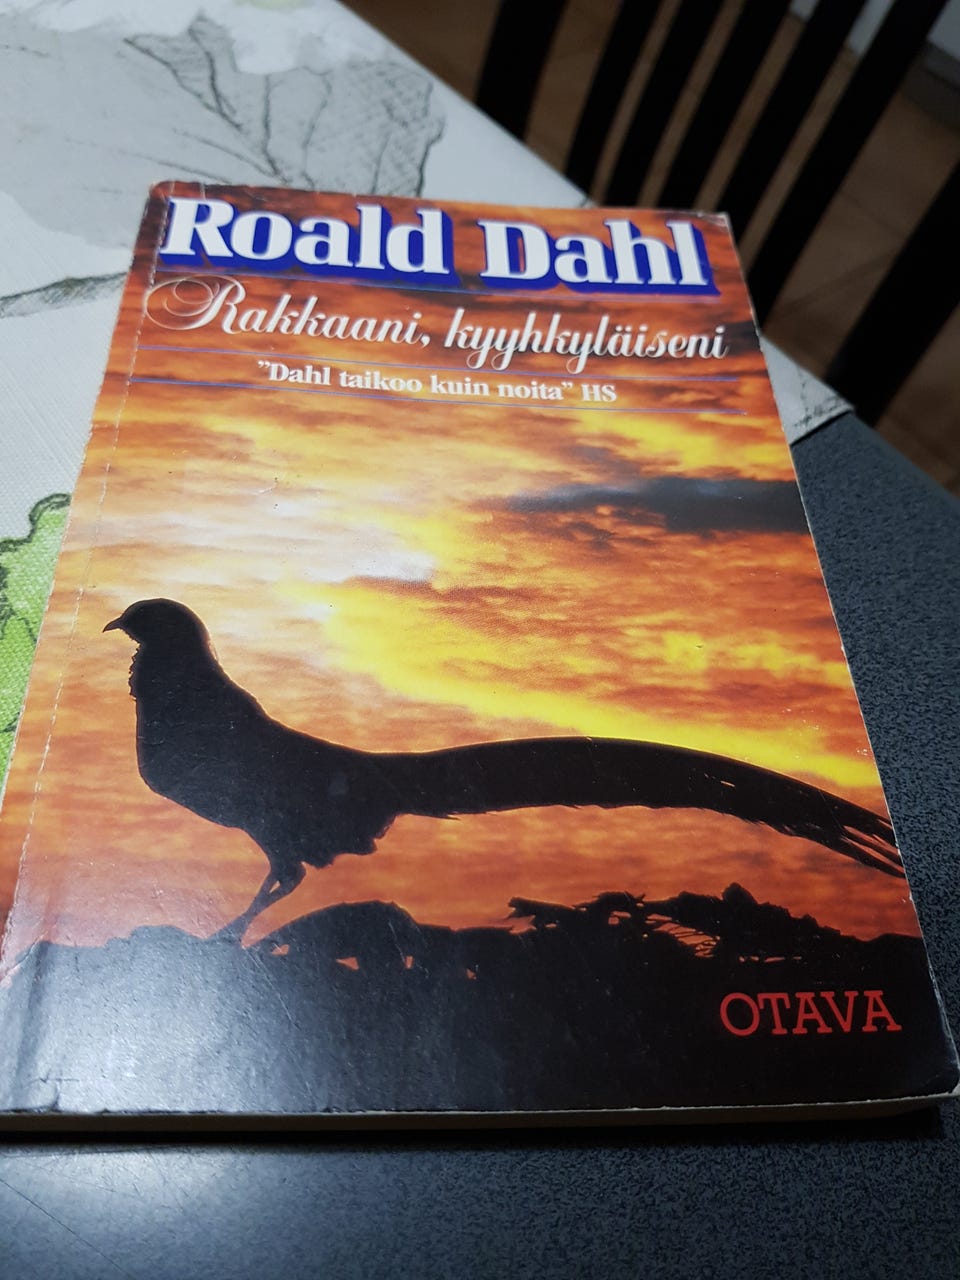 Roald Dahl
Rakkaani, kyyhkyläiseni
”Dahl taikoo kuin noita” HS
OTAVA